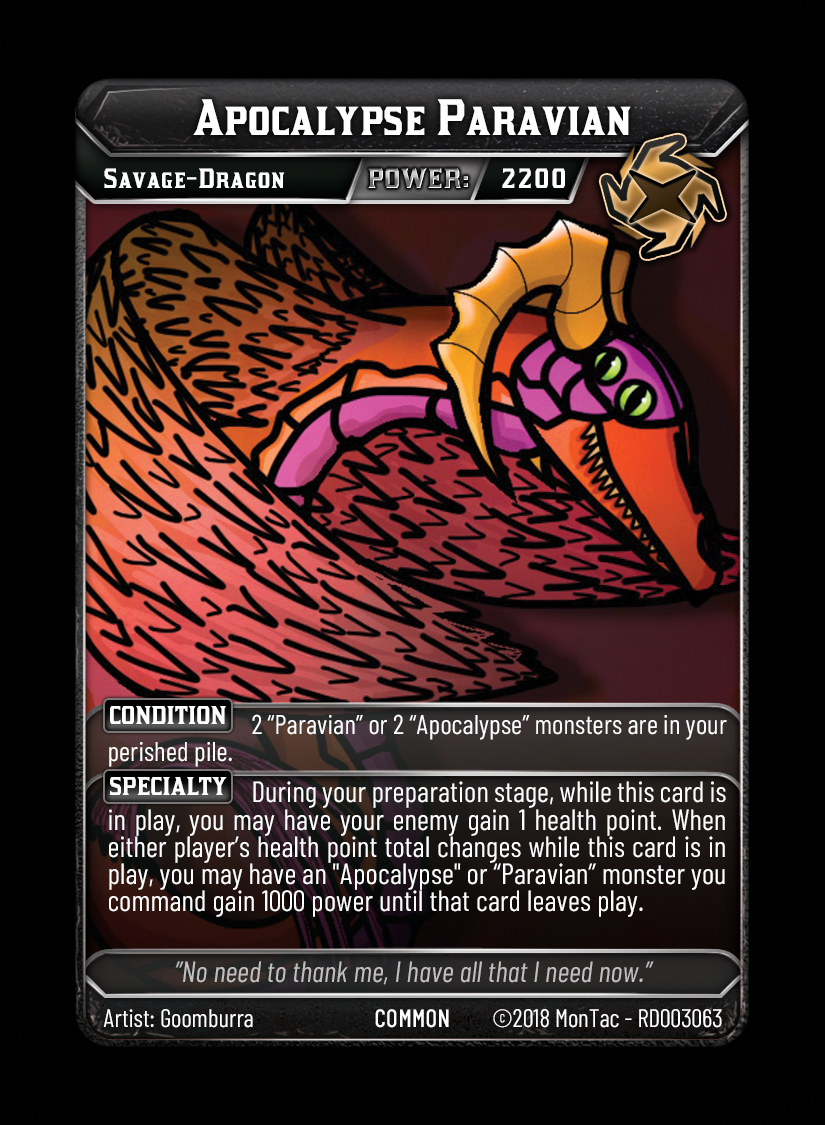 Apocalypse Paravian
Savage-Dragon POWER: 2200
CONDITION 2 “Paravian” or 2 “Apocalypse” monsters are in your
perished pile.
SPECIALTY During your preparation stage, while this card is
in play, you may have your enemy gain 1 health point. When
either player’s health point total changes while this card is in
play, you may have an "Apocalypse" or “Paravian” monster you
command gain 1000 power until that card leaves play.
“No need to thank me, I have all that I need now.”
Artist: Goomburra COMMON ©2018 MonTac - RD003063